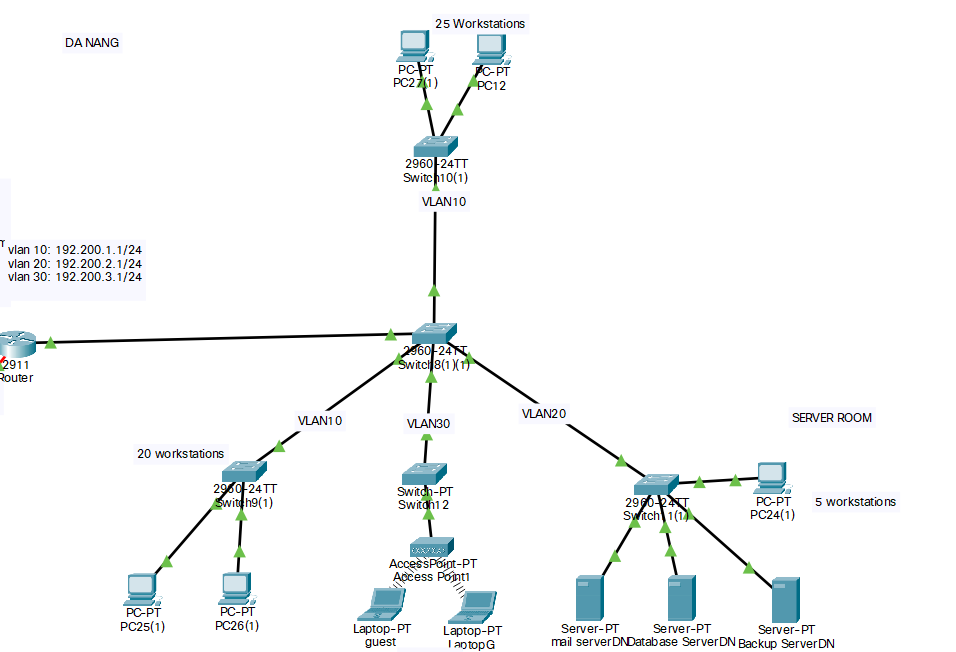 25 Workstations
DA NANG
PC-PT
PC27(1)
PC-PT
PC12
2960-24TT
Switch10(1)
VLAN10
vlan 10: 192.200.1.1/24
vlan 20: 192.200.2.1/24
vlan 30: 192.200.3.1/24
2911
Router
2960-24TT
Switch8(1)(1)
VLAN10
VLAN30
VLAN20
SERVER ROOM
20 workstations
2960-24TT
Switch9(1)
Switch-PT
Switch12
2960-24TT
Switch11(1)
PC-PT
PC24(1)
5 workstations
AccessPoint-PT
Access Point1
PC-PT
PC25(1)
PC-PT
PC26(1)
Laptop-PT
guest
Laptop-PT
LaptopG
Server-PT
mail serverDN
Server-PT
Database ServerDN
Server-PT
Backup ServerDN